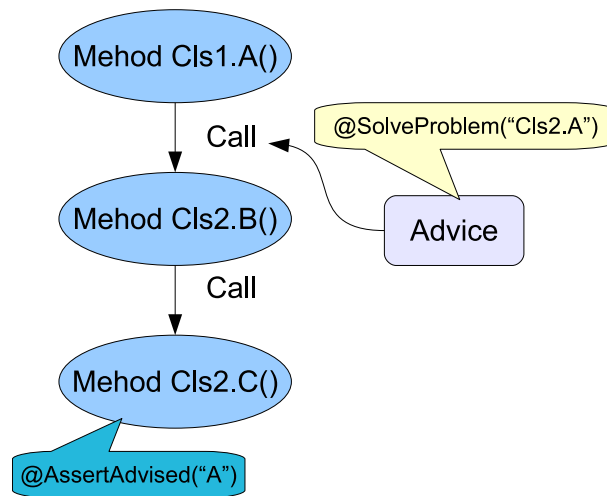 Mehod Cls1.A()
Call
@SolveProblem(“Cls2.A”)
Mehod Cls2.B()
Advice
Call
Mehod Cls2.C()
@AssertAdvised(“A”)